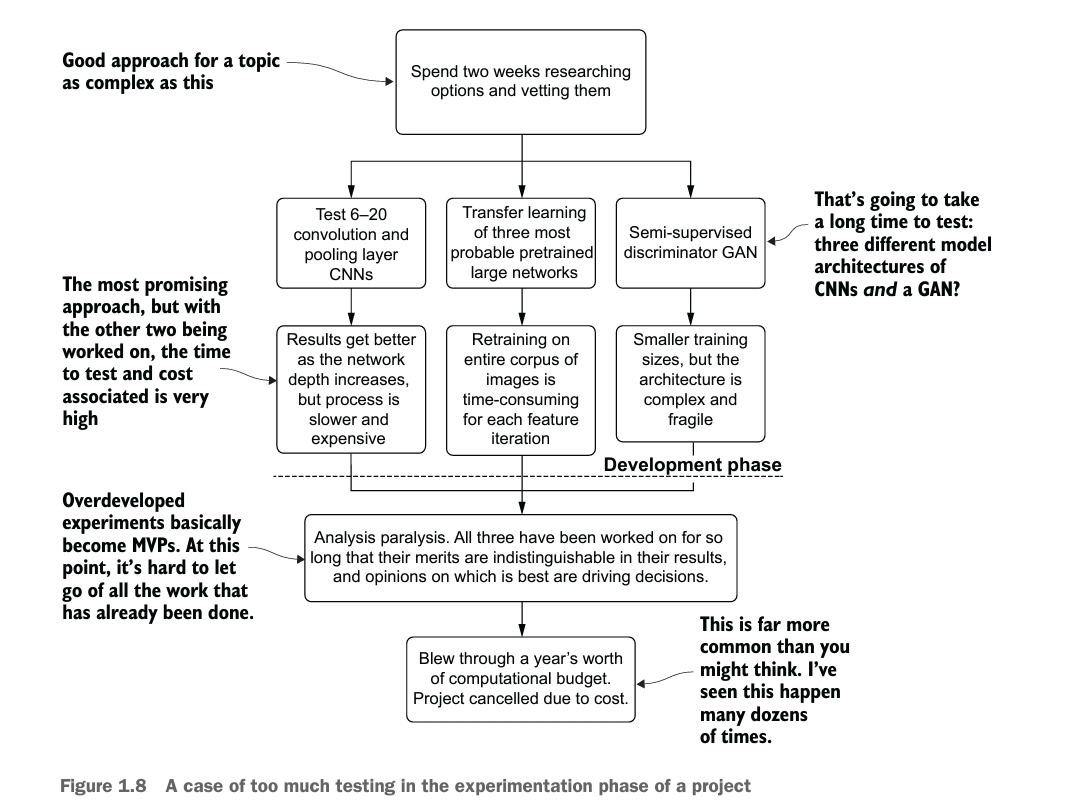 Good approach for a topic
as complex as this
Spend two weeks researching
options and vetting them
Test 6–20
convolution and
pooling layer
CNNs
Transfer learning
of three most
probable pretrained
large networks
Semi-supervised
discriminator GAN
That's going to take
a long time to test:
three different model
architectures of
CNNs and a GAN?
The most promising
approach, but with
the other two being
worked on, the time
to test and cost
associated is very
high
Results get better
as the network
depth increases,
but process is
slower and
expensive
Retraining on
entire corpus of
images is
time-consuming
for each feature
iteration
Smaller training
sizes, but the
architecture is
complex and
fragile
Development phase
Overdeveloped
experiments basically
become MVPs. At this
point, it's hard to let
go of all the work that
has already been done.
Analysis paralysis. All three have been worked on for so
long that their merits are indistinguishable in their results,
and opinions on which is best are driving decisions.
Blew through a year's worth
of computational budget.
Project cancelled due to cost.
This is far more
common than you
might think. I've
seen this happen
many dozens
of times.
Figure 1.8 A case of too much testing in the experimentation phase of a project